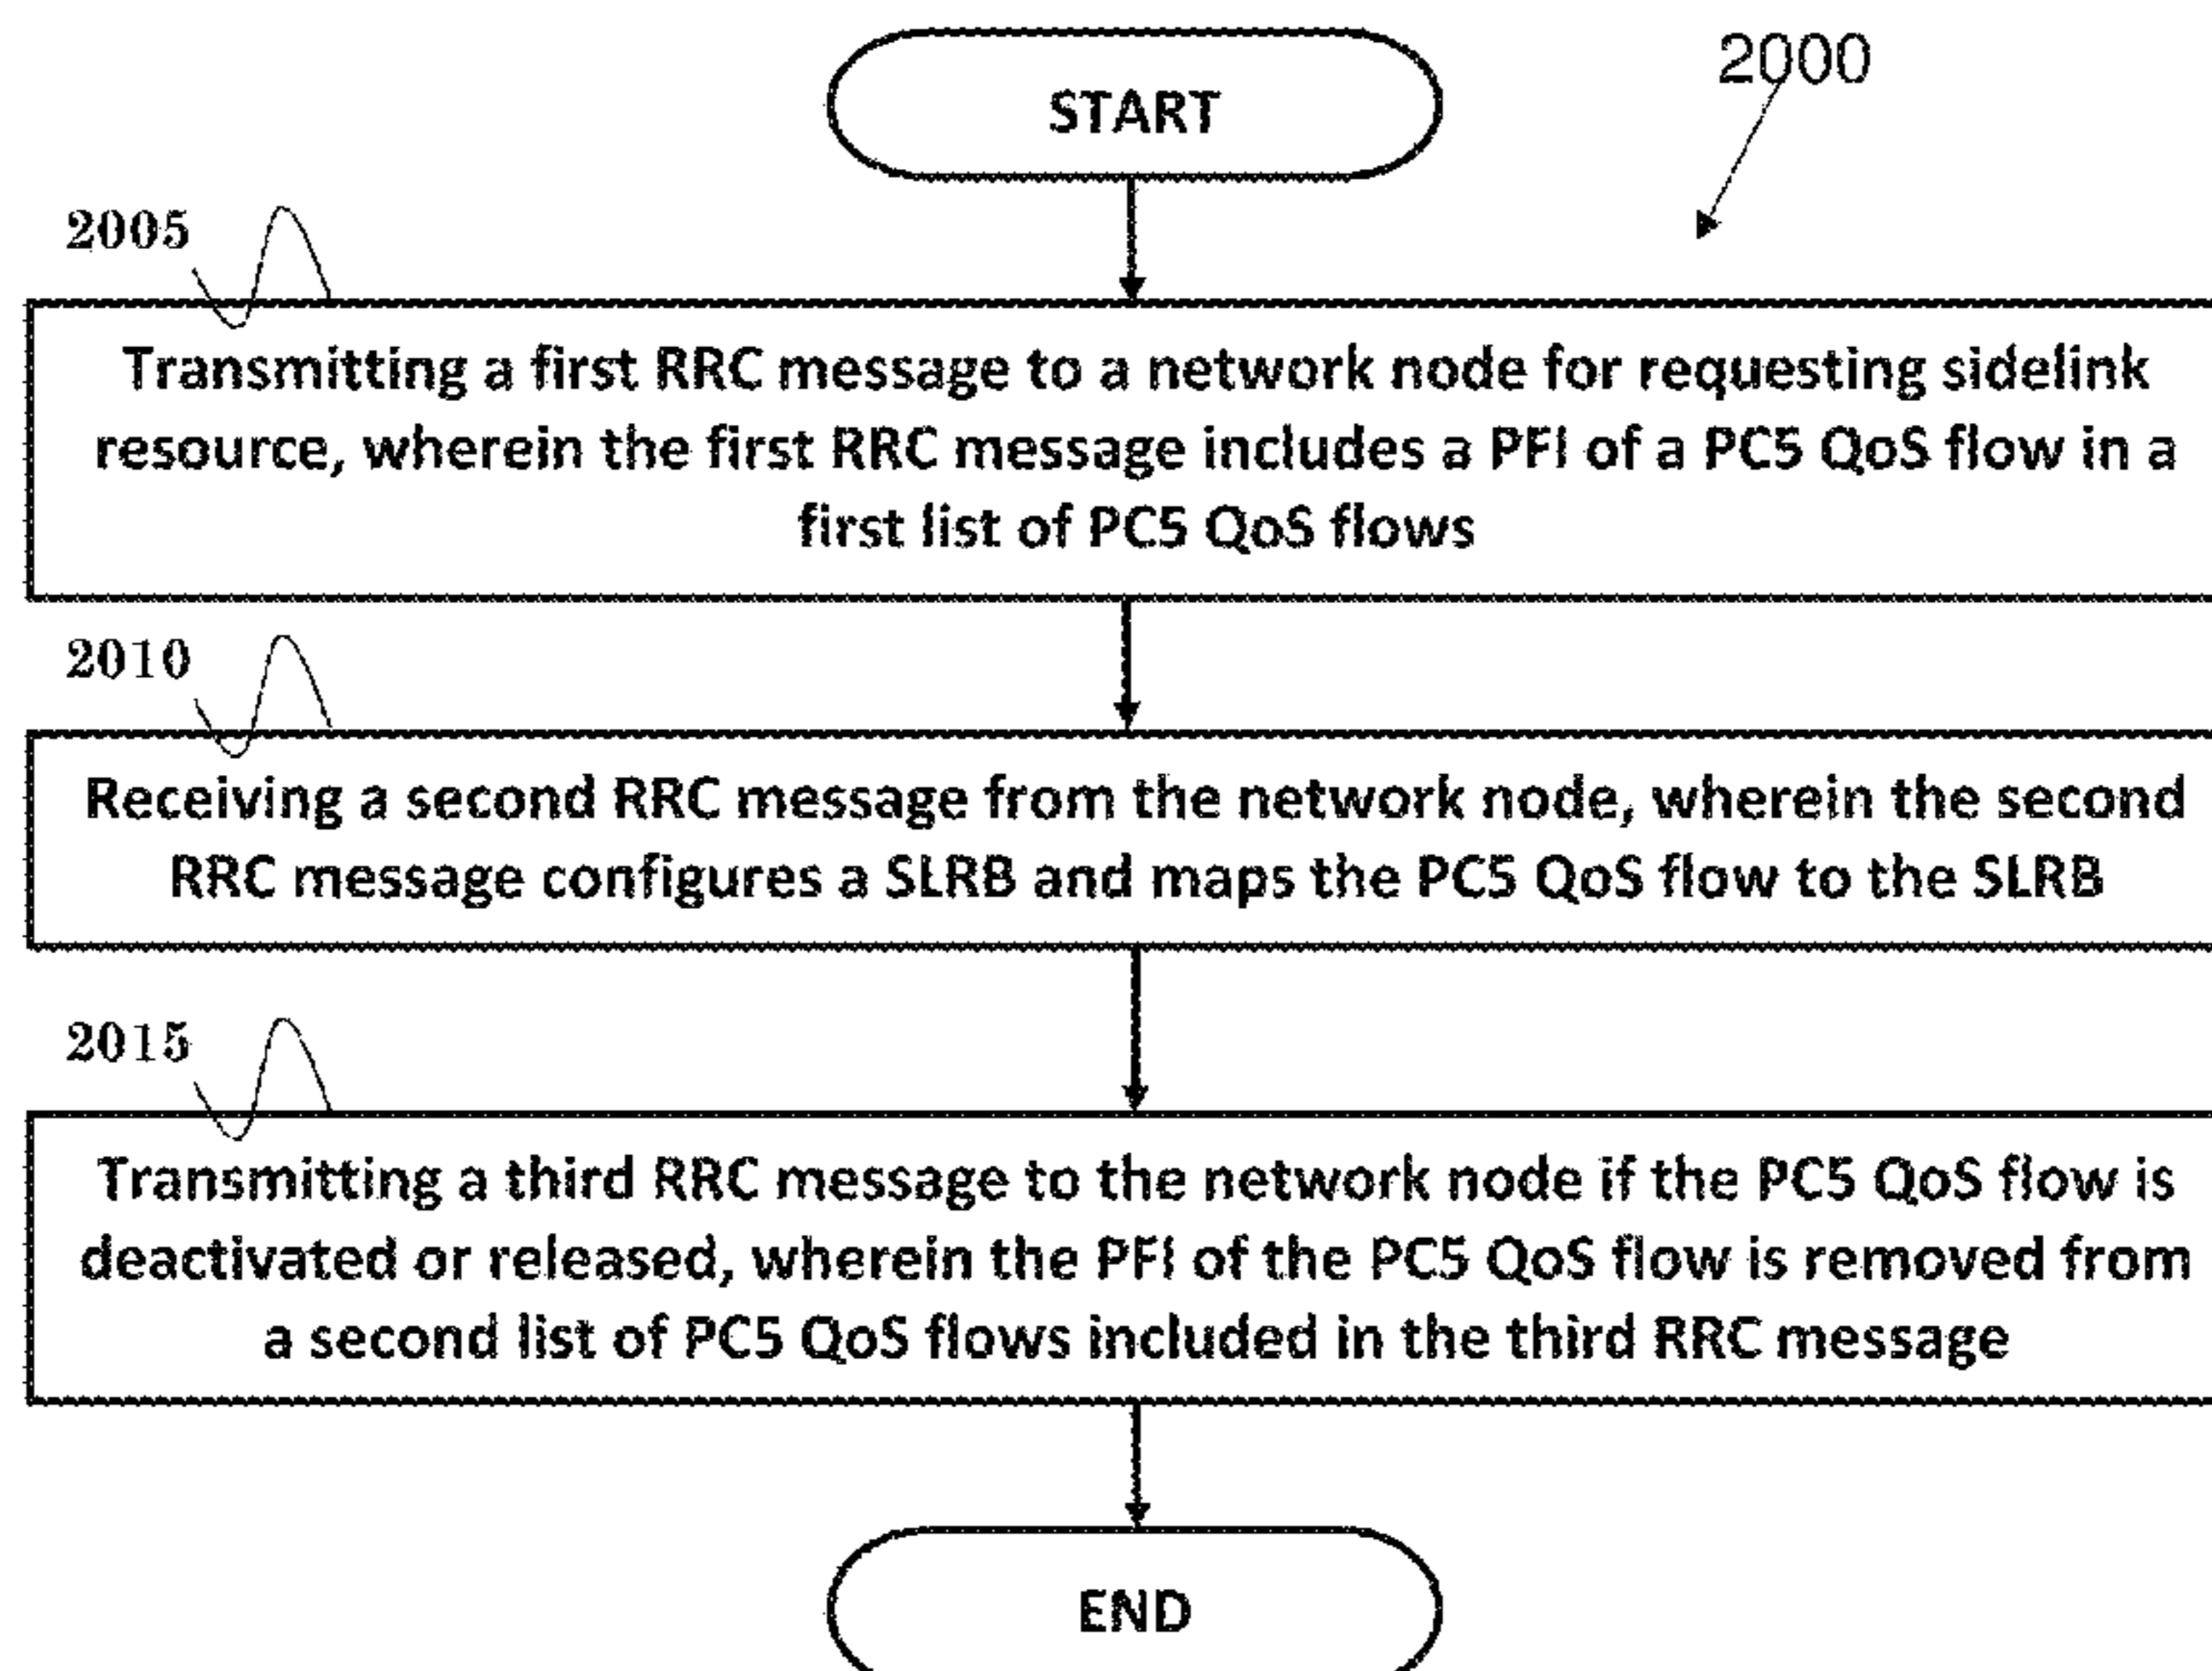 START
2000
2005
Transmitting a first RRC message to a network node for requesting sidelink
resource, wherein the first RRC message includes a PFI of a PC5 QoS flow in a
first list of PC5 QoS flows
2010
Receiving a second RRC message from the network node, wherein the second
RRC message configures a SLRB and maps the PC5 QoS flow to the SLRB
2015
Transmitting a third RRC message to the network node if the PC5 QoS flow is
deactivated or released, wherein the PFI of the PC5 QoS flow is removed from
a second list of PC5 QoS flows included in the third RRC message
END